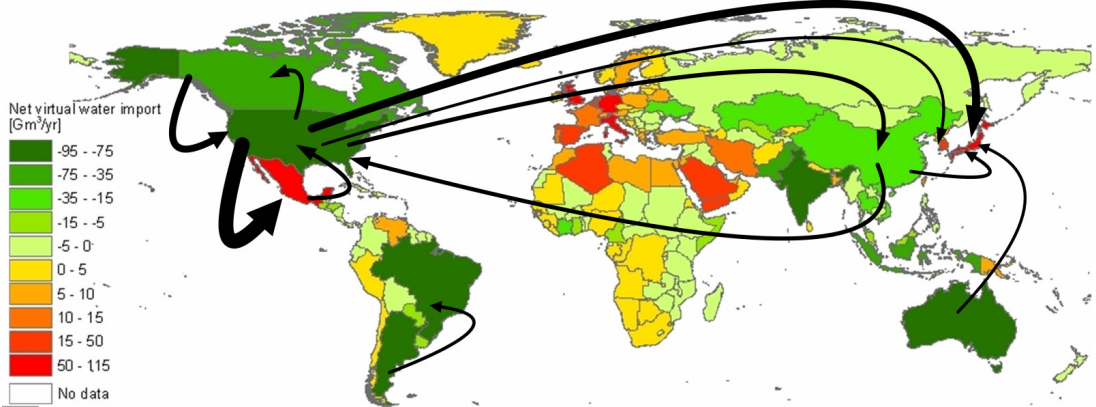 Net virtual water import
[Gm³/yr]
-95 - -75
-75 - -35
-35 - -15
-15 - -5
-5 - 0
0 - 5
5 - 10
10 - 15
15 - 50
50 - 115
No data